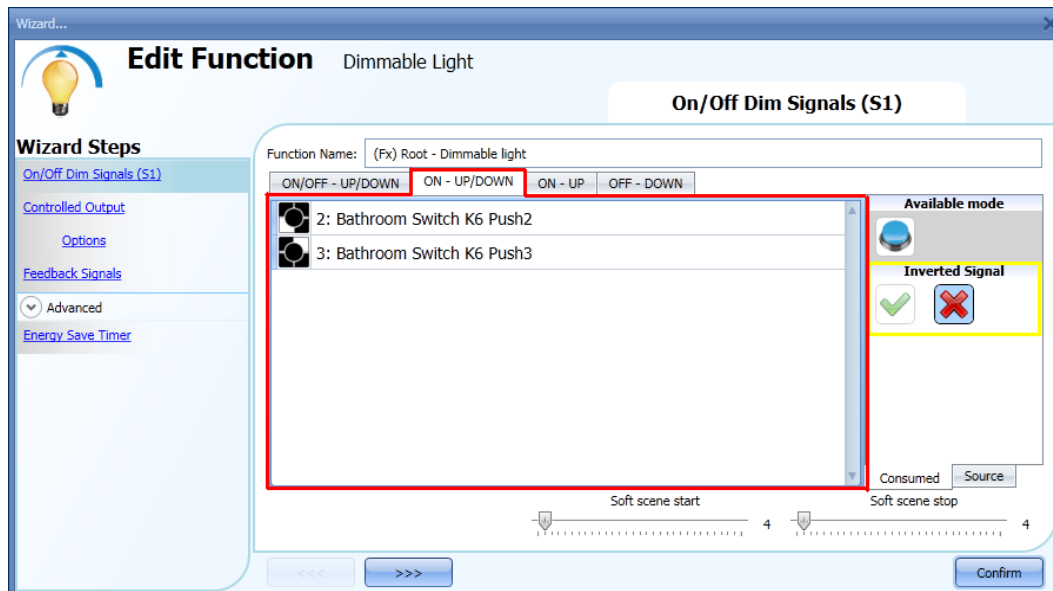 Wizard...
Edit Function Dimmable Light
On/Off Dim Signals (S1)
Wizard Steps
On/Off Dim Signals (S1)
Controlled Output
Options
Feedback Signals
Advanced
Energy Save Timer
Function Name: (Fx) Root - Dimmable light
ON/OFF - UP/DOWN ON - UP/DOWN ON - UP OFF - DOWN
2: Bathroom Switch K6 Push2
3: Bathroom Switch K6 Push3
Available mode
Inverted Signal
Consumed Source
Soft scene start 4
Soft scene stop 4
<<< >>> Confirm